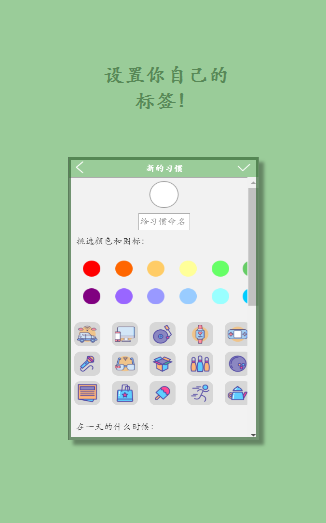 设置你自己的
标签!
新的习惯
给习惯命名
挑选颜色和图标:
在一天的什么时候: